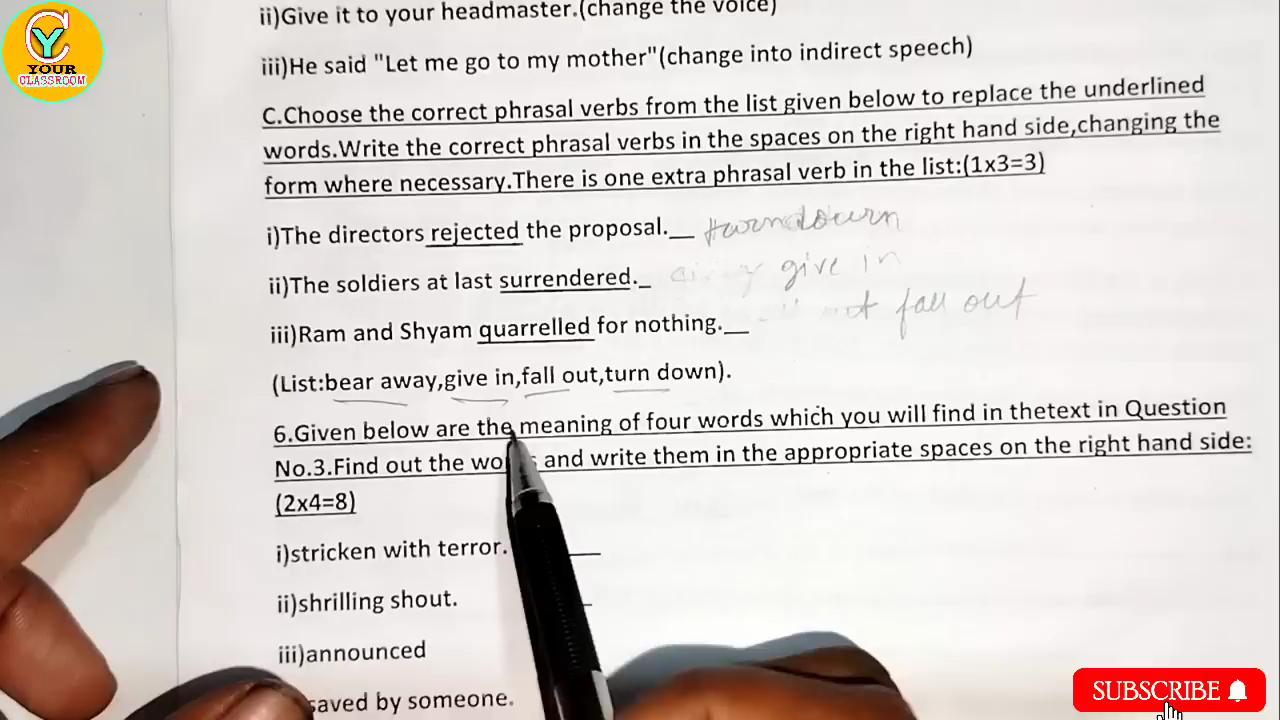 C
Y
YOUR
CLASSROOM
ii)Give it to your headmaster.(change the voice)
iii)He said "Let me go to my mother"(change into indirect speech)
C.Choose the correct phrasal verbs from the list given below to replace the underlined
words.Write the correct phrasal verbs in the spaces on the right hand side,changing the
form where necessary.There is one extra phrasal verb in the list:(1x3=3)
i)The directors rejected the proposal.__ turn down
ii)The soldiers at last surrendered._ give in
iii)Ram and Shyam quarrelled for nothing.__ fall out
(List:bear away,give in,fall out,turn down).
6.Given below are the meaning of four words which you will find in thetext in Question
No.3.Find out the and write them in the appropriate spaces on the right hand side:
(2x4=8)
i)stricken with terror.
ii)shrilling shout.
iii)announced
saved by someone.
SUBSCRIBE